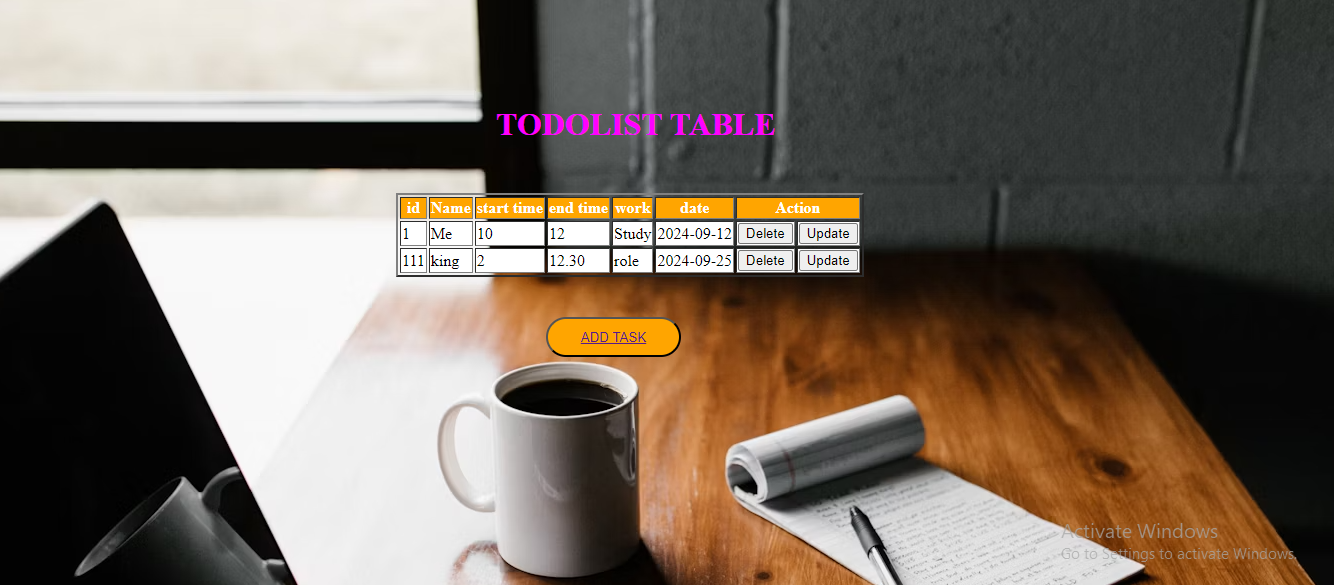 TODOLIST TABLE
id Name start time end time work date Action
1 Me 10 12 Study 2024-09-12 Delete Update
111 king 2 12.30 role 2024-09-25 Delete Update
ADD TASK
Activate Windows
Go to Settings to activate Windows.